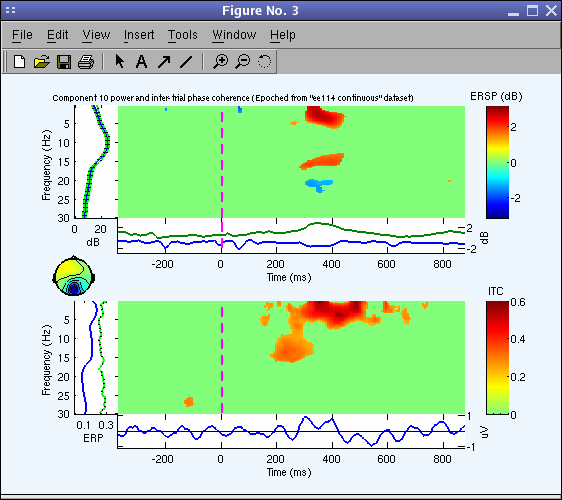 Figure No. 3
File Edit View Insert Tools Window Help
Component 10 power and inter-trial phase coherence (Epoched from "ee114 continuous" dataset)
ERSP (dB)
Frequency (Hz)
5
10
15
20
25
30
0 20
dB
2
0
-2
2
-2
dB
-200 0 200 400 600 800
Time (ms)
ITC
Frequency (Hz)
5
10
15
20
25
30
0.1 0.3
ERP
0.6
0.4
0.2
0
1
-1
uV
-200 0 200 400 600 800
Time (ms)